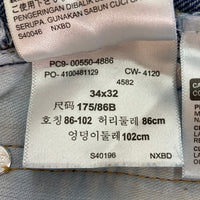 PENGERINGAN DIBALIK
SERUPA. GUNAKAN SABUN CUCI
S40046 NXBD
PC9-00550-4886
PO- 4100481129 CW-4120
4582
34x32
尺码
175/86B
호칭 86-102 허리둘레 86cm
엉덩이둘레 102cm
S40196 NXBD
CA